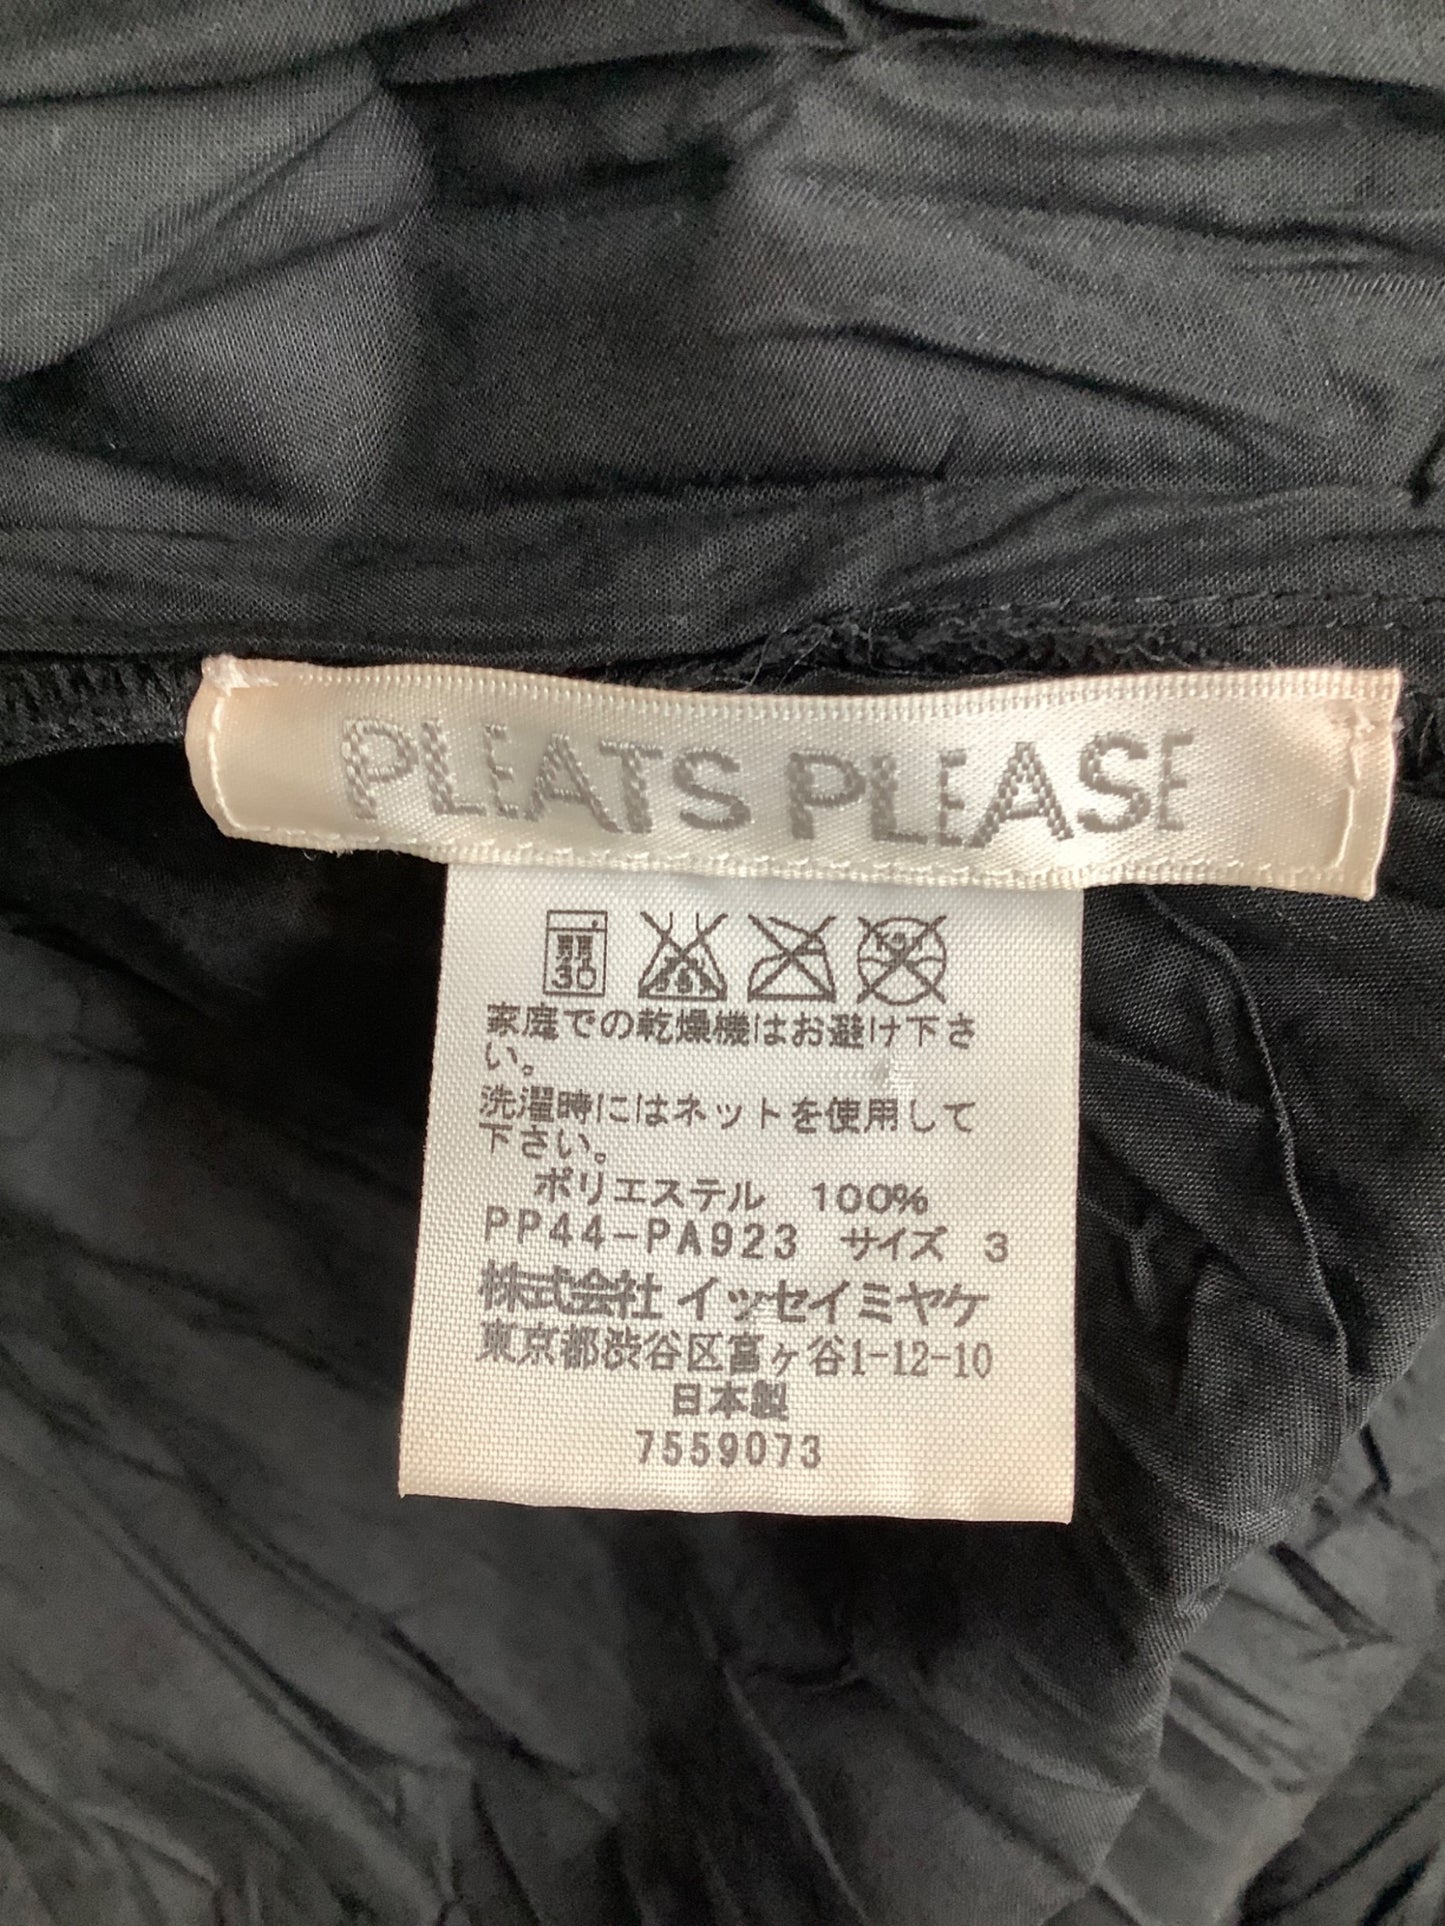 PLEATS PLEASE
弱
30
家庭での乾燥機はお避け下さ
い。
洗濯時にはネットを使用して
下さい。
ポリエステル 100%
PP44-PA923 サイズ 3
株式会社 イッセイミヤケ
東京都渋谷区富ヶ谷1-12-10
日本製
7559073